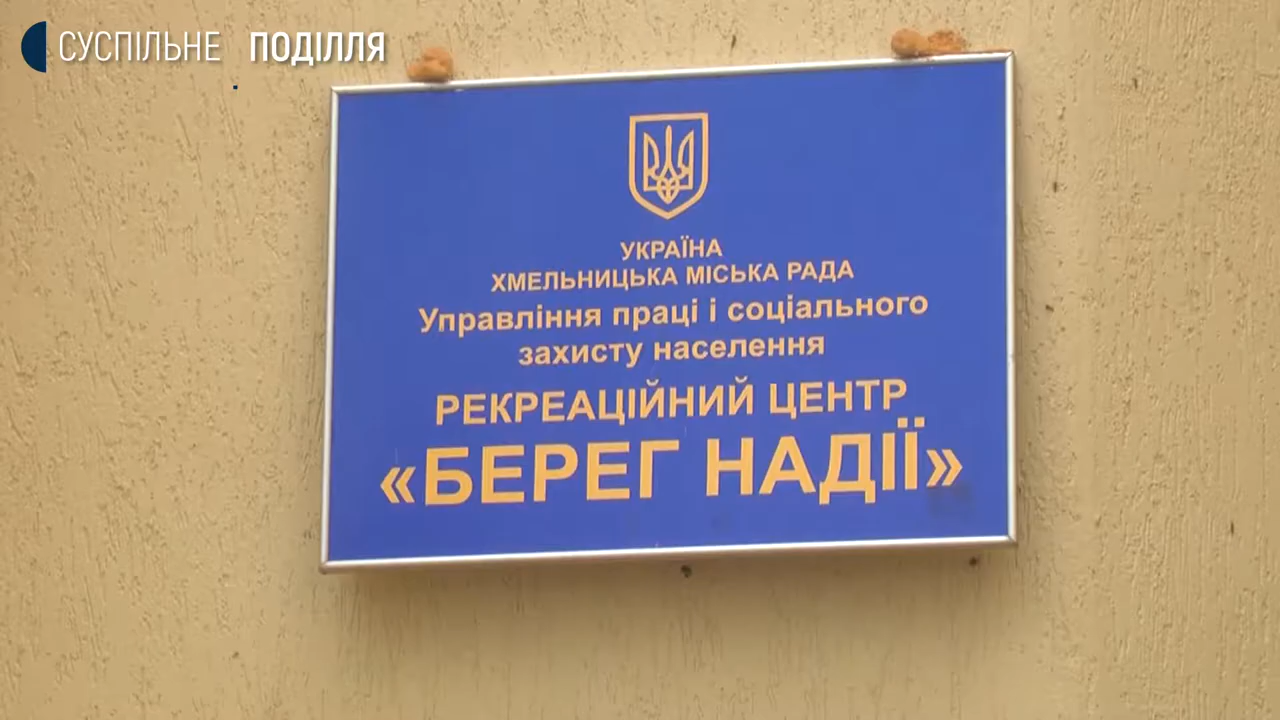 СУСПІЛЬНЕ ПОДІЛЛЯ
УКРАЇНА
ХМЕЛЬНИЦЬКА МІСЬКА РАДА
Управління праці і соціального
захисту населення
РЕКРЕАЦІЙНИЙ ЦЕНТР
«БЕРЕГ НАДІЇ»